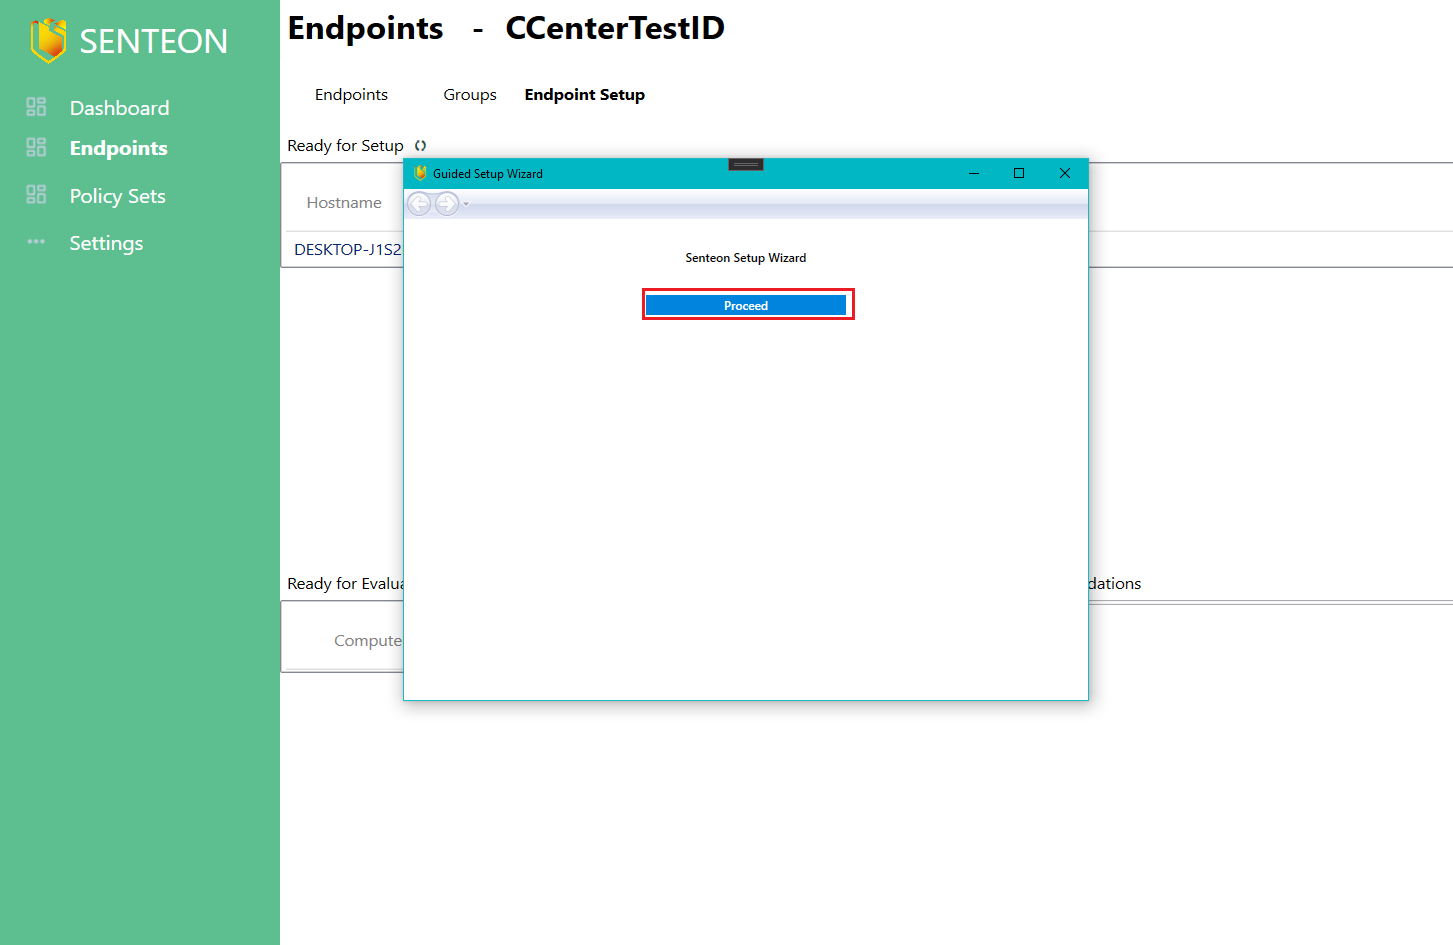 SENTEON
Dashboard
Endpoints
Policy Sets
Settings
Endpoints - CCenterTestID
Endpoints Groups Endpoint Setup
Ready for Setup
Hostname
DESKTOP-J1S2
Guided Setup Wizard
Senteon Setup Wizard
Proceed
Ready for Evalua
dations
Compute